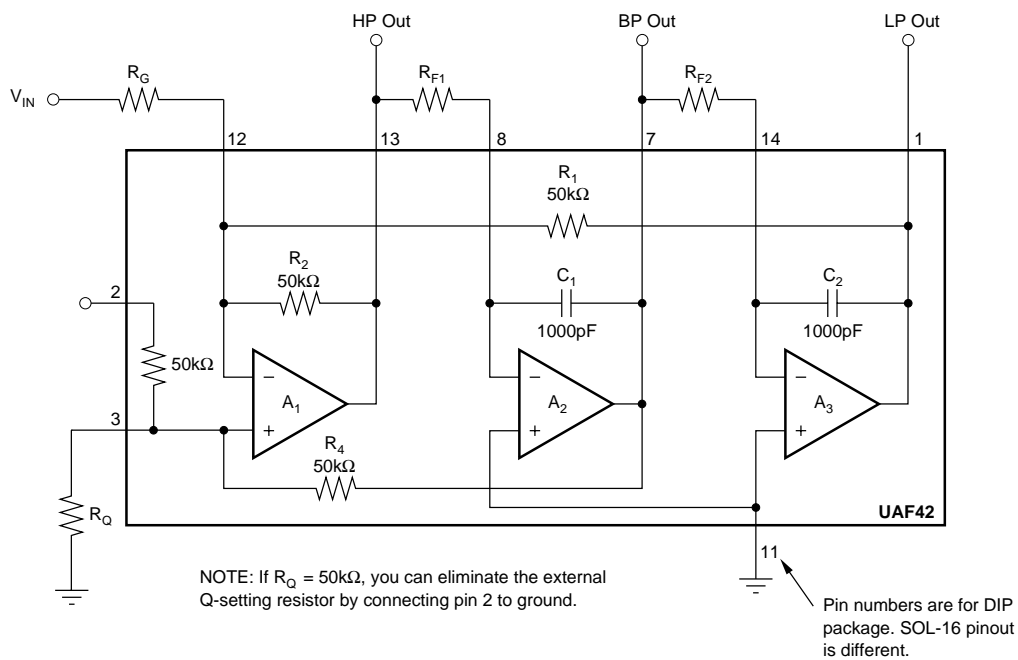 HP Out
BP Out
LP Out
V_IN
R_G
R_F1
R_F2
12
13
8
7
14
1
R_1
50kΩ
R_2
50kΩ
C_1
1000pF
C_2
1000pF
2
50kΩ
A_1
A_2
A_3
3
R_4
50kΩ
R_Q
UAF42
11
NOTE: If R_Q = 50kΩ, you can eliminate the external
Q-setting resistor by connecting pin 2 to ground.
Pin numbers are for DIP
package. SOL-16 pinout
is different.